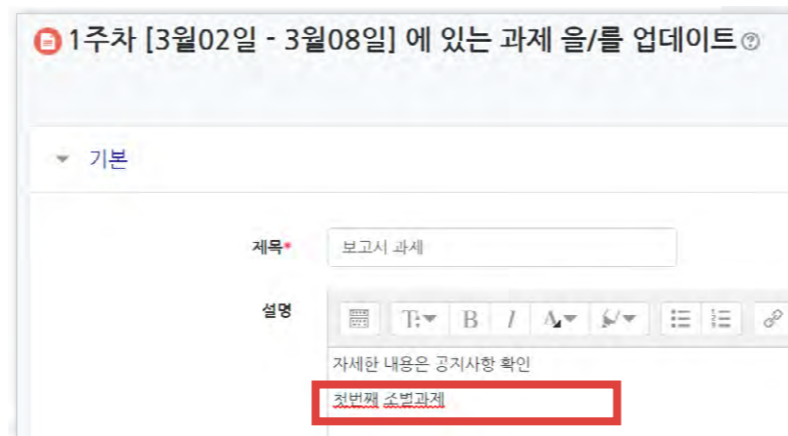 1주차 [3월02일 - 3월08일] 에 있는 과제 을/를 업데이트
기본
제목*
보고서 과제
설명
자세한 내용은 공지사항 확인
첫번째 조별과제